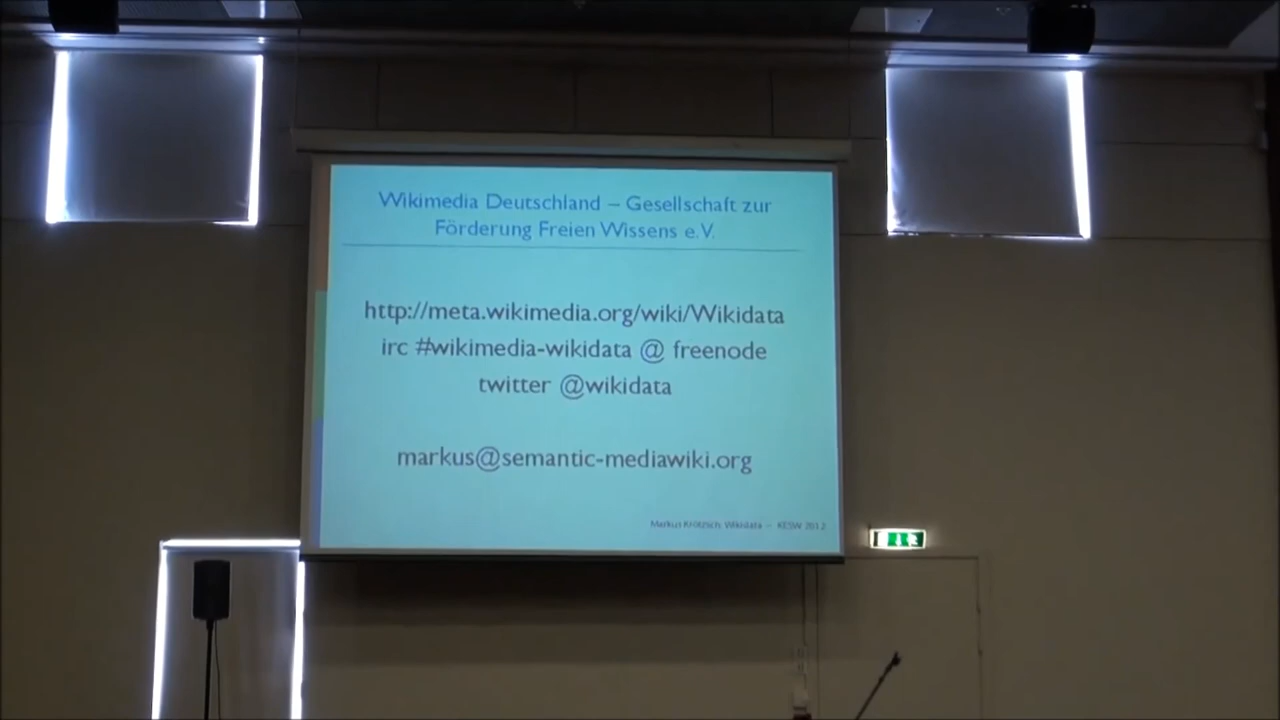 Wikimedia Deutschland – Gesellschaft zur
Förderung Freien Wissens e.V.
http://meta.wikimedia.org/wiki/Wikidata
irc #wikimedia-wikidata @ freenode
twitter @wikidata
markus@semantic-mediawiki.org
Markus Krötzsch, Wikidata – KESW 2012